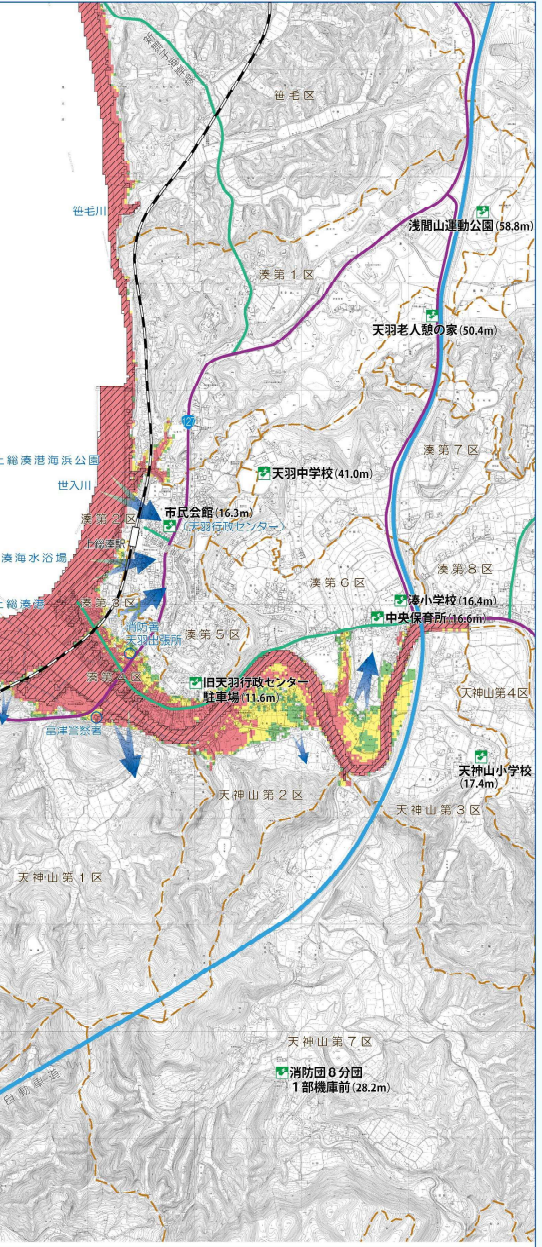 笹毛区
笹毛川
浅間山運動公園(58.8m)
湊第1区
天羽老人憩の家(50.4m)
127
湊第7区
上総湊港海浜公園
天羽中学校(41.0m)
世入川
市民会館(16.3m)
湊第2区
(天羽行政センター)
上総湊駅
湊海水浴場
湊第8区
湊第6区
上総湊港
湊第3区
湊小学校(16.4m)
中央保育所(16.6m)
消防署
天羽出張所
湊第5区
湊第4区
旧天羽行政センター
駐車場(11.6m)
天神山第4区
富津警察署
天神山小学校
(17.4m)
天神山第2区
天神山第3区
天神山第1区
天神山第7区
消防団8分団
1部機庫前(28.2m)
自動車道